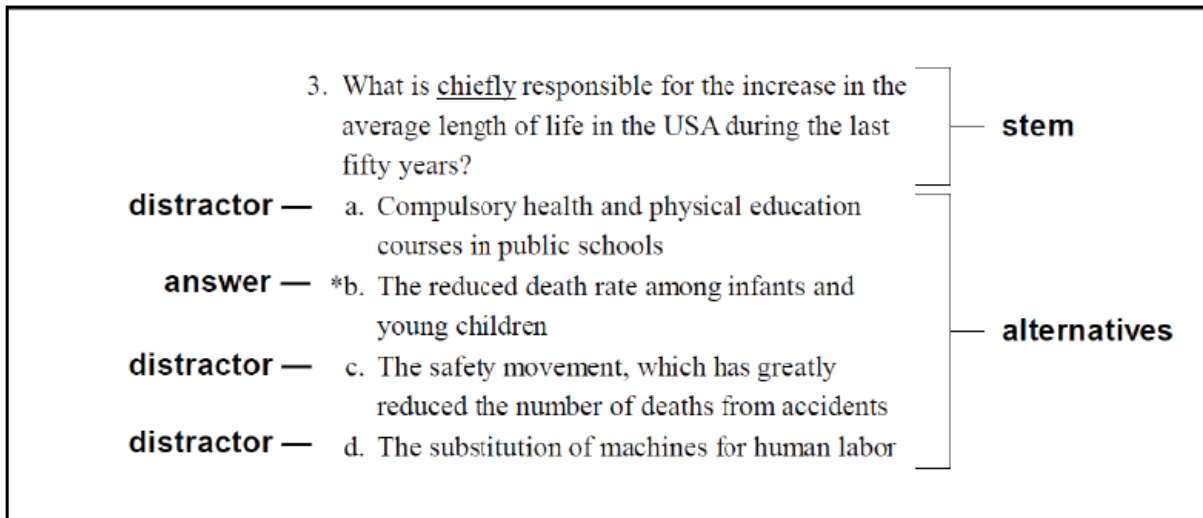 3. What is chiefly responsible for the increase in the
average length of life in the USA during the last
fifty years?
stem
distractor — a. Compulsory health and physical education
courses in public schools
answer — *b. The reduced death rate among infants and
young children
alternatives
distractor — c. The safety movement, which has greatly
reduced the number of deaths from accidents
distractor — d. The substitution of machines for human labor